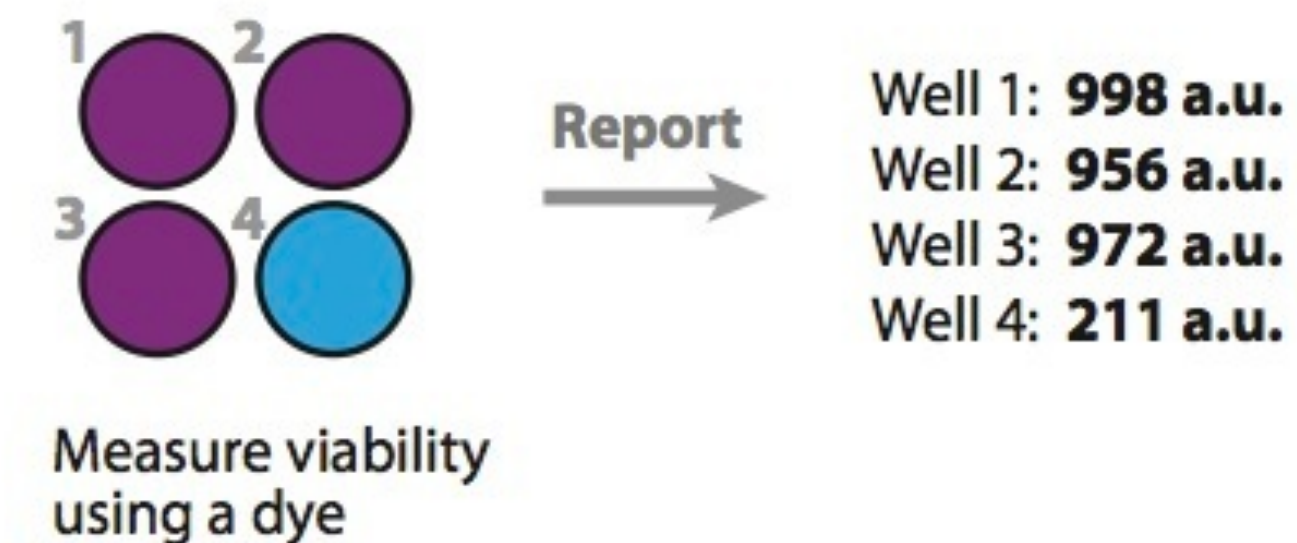 1 2
3 4
Measure viability
using a dye
Report
Well 1: 998 a.u.
Well 2: 956 a.u.
Well 3: 972 a.u.
Well 4: 211 a.u.